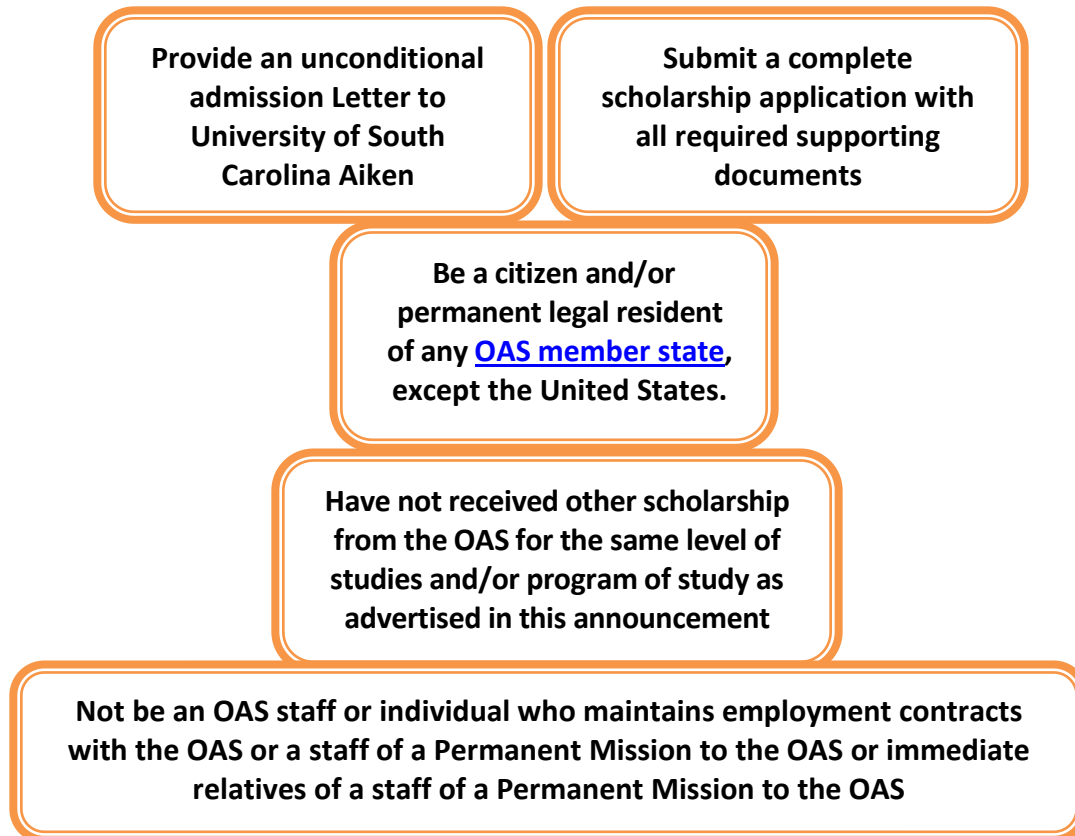 Provide an unconditional
admission Letter to
University of South
Carolina Aiken
Submit a complete
scholarship application with
all required supporting
documents
Be a citizen and/or
permanent legal resident
of any OAS member state,
except the United States.
Have not received other scholarship
from the OAS for the same level of
studies and/or program of study as
advertised in this announcement
Not be an OAS staff or individual who maintains employment contracts
with the OAS or a staff of a Permanent Mission to the OAS or immediate
relatives of a staff of a Permanent Mission to the OAS